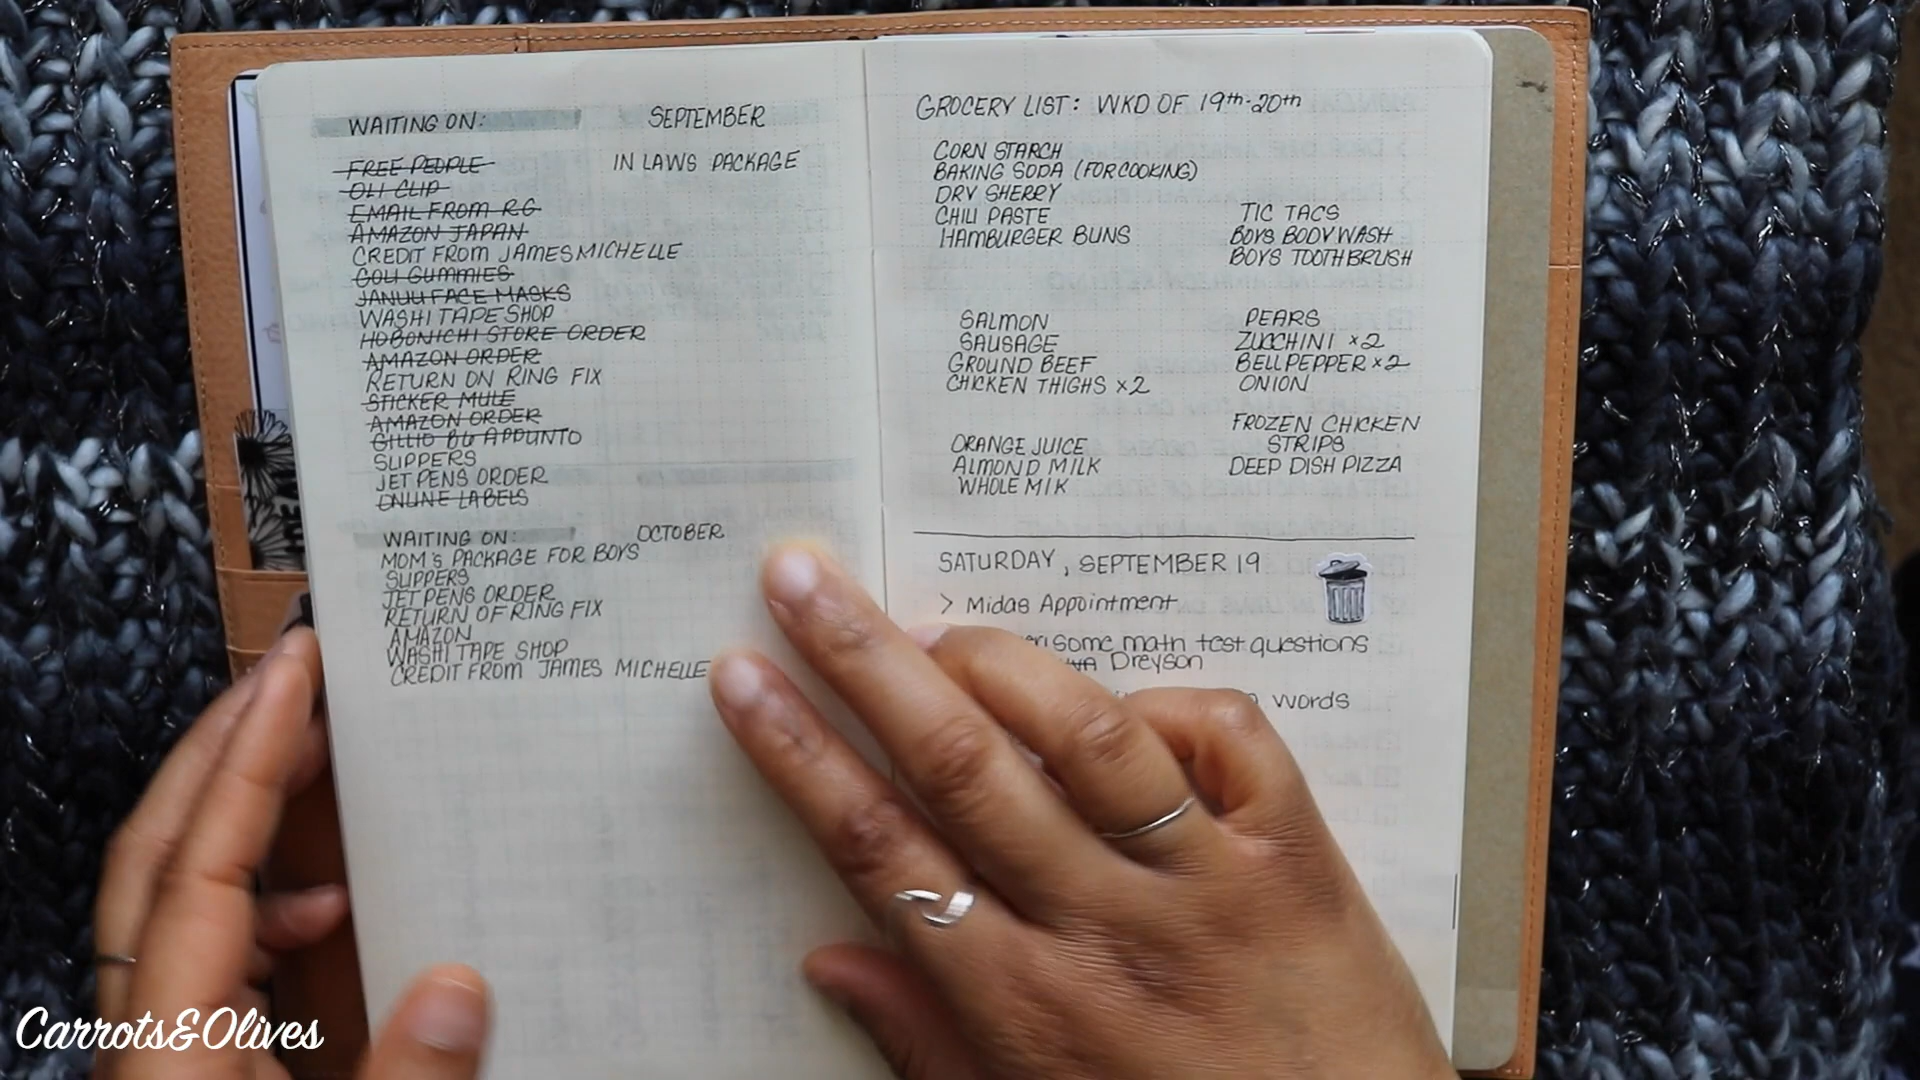 WAITING ON: SEPTEMBER
FREE PEOPLE IN LAWS PACKAGE
OLI CLIP
EMAIL FROM RG
AMAZON JAPAN
CREDIT FROM JAMES MICHELLE
GOLI GUMMIES
JANUU FACE MASKS
WASHI TAPE SHOP
HOBONICHI STORE ORDER
AMAZON ORDER
RETURN ON RING FIX
STICKER MULE
AMAZON ORDER
GILLIO BU APPUNTO
SLIPPERS
JET PENS ORDER
ONLINE LABELS
WAITING ON: OCTOBER
MOM'S PACKAGE FOR BOYS
SLIPPERS
JET PENS ORDER
RETURN OF RING FIX
AMAZON
WASHI TAPE SHOP
CREDIT FROM JAMES MICHELLE
GROCERY LIST: WKD OF 19th-20th
CORN STARCH
BAKING SODA (FOR COOKING)
DRY SHERRY
CHILI PASTE
HAMBURGER BUNS
TIC TACS
BOYS BODY WASH
BOYS TOOTHBRUSH
SALMON
SAUSAGE
GROUND BEEF
CHICKEN THIGHS x2
PEARS
ZUCCHINI x2
BELL PEPPER x2
ONION
ORANGE JUICE
ALMOND MILK
WHOLE MIK
FROZEN CHICKEN
STRIPS
DEEP DISH PIZZA
SATURDAY, SEPTEMBER 19
> Midas Appointment
some math test questions
Dreyson
words
Carrots&Olives